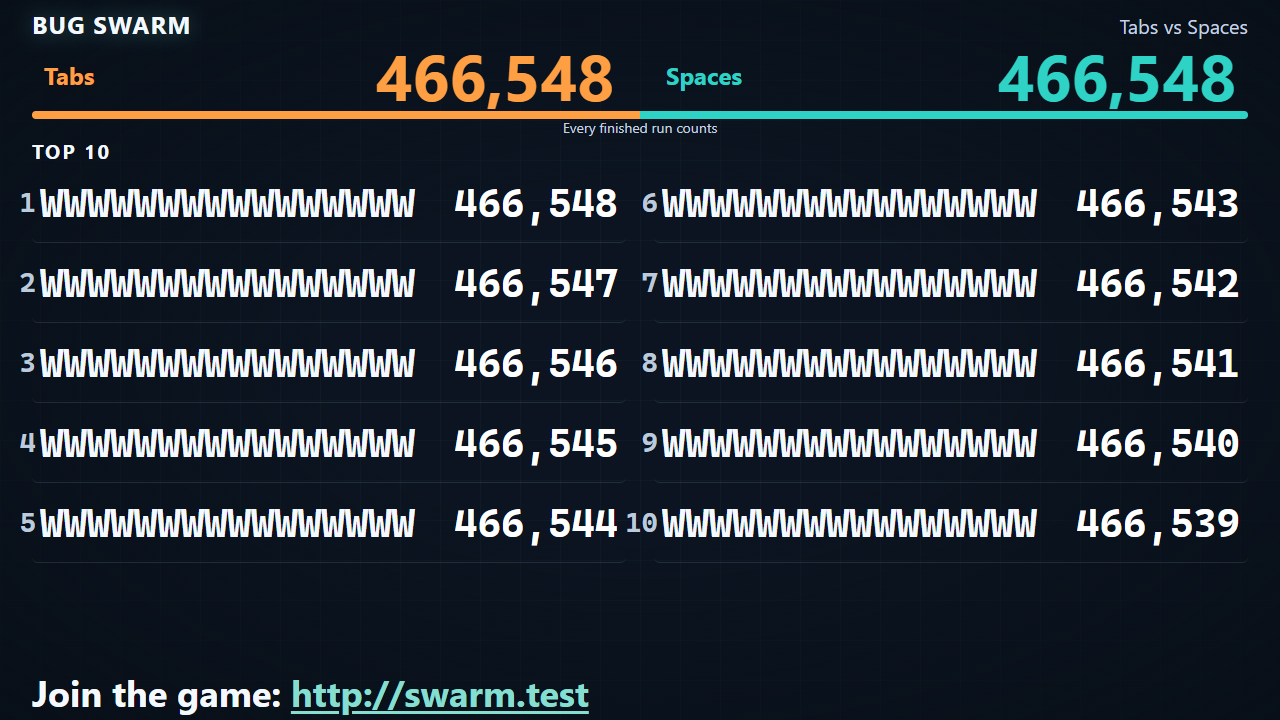 BUG SWARM
Tabs vs Spaces
Tabs 466,548
Spaces 466,548
Every finished run counts
TOP 10
1 WWWWWWWWWWWWWWWW 466,548
2 WWWWWWWWWWWWWWWW 466,547
3 WWWWWWWWWWWWWWWW 466,546
4 WWWWWWWWWWWWWWWW 466,545
5 WWWWWWWWWWWWWWWW 466,544
6 WWWWWWWWWWWWWWWW 466,543
7 WWWWWWWWWWWWWWWW 466,542
8 WWWWWWWWWWWWWWWW 466,541
9 WWWWWWWWWWWWWWWW 466,540
10 WWWWWWWWWWWWWWWW 466,539
Join the game: http://swarm.test